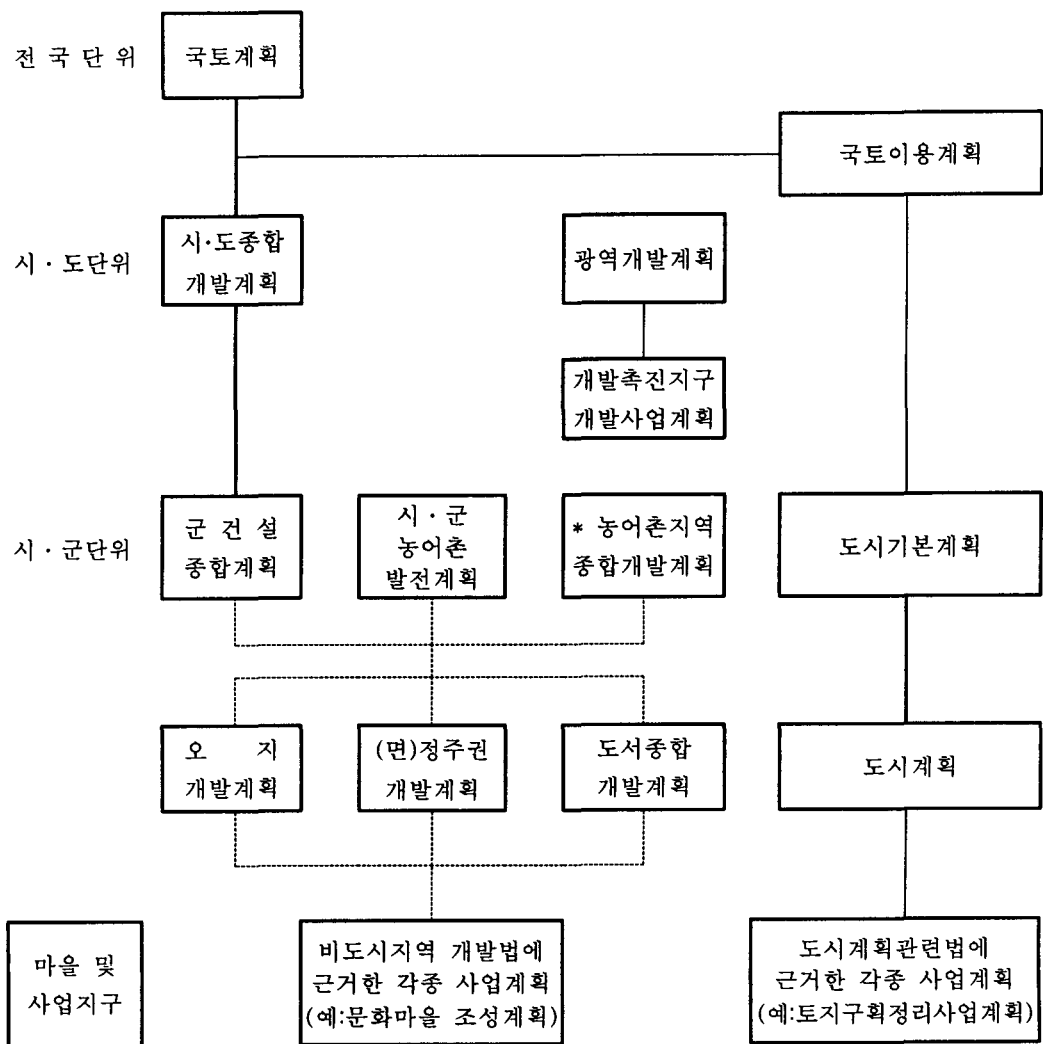 전 국 단 위
국토계획
국토이용계획
시 · 도단위
시·도종합
개발계획
광역개발계획
개발촉진지구
개발사업계획
시 · 군단위
군 건 설
종합계획
시 · 군
농어촌
발전계획
* 농어촌지역
종합개발계획
도시기본계획
오 지
개발계획
(면)정주권
개발계획
도서종합
개발계획
도시계획
마을 및
사업지구
비도시지역 개발법에
근거한 각종 사업계획
(예:문화마을 조성계획)
도시계획관련법에
근거한 각종 사업계획
(예:토지구획정리사업계획)